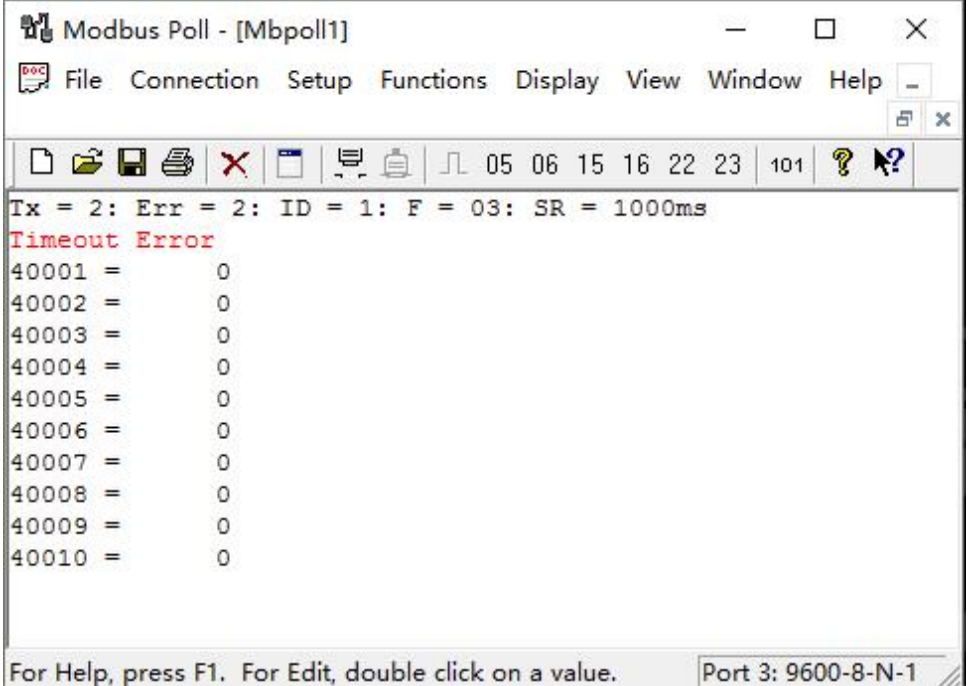 Modbus Poll - [Mbpoll1]
DOC File Connection Setup Functions Display View Window Help
05 06 15 16 22 23 101
Tx = 2: Err = 2: ID = 1: F = 03: SR = 1000ms
Timeout Error
40001 = 0
40002 = 0
40003 = 0
40004 = 0
40005 = 0
40006 = 0
40007 = 0
40008 = 0
40009 = 0
40010 = 0
For Help, press F1. For Edit, double click on a value. Port 3: 9600-8-N-1